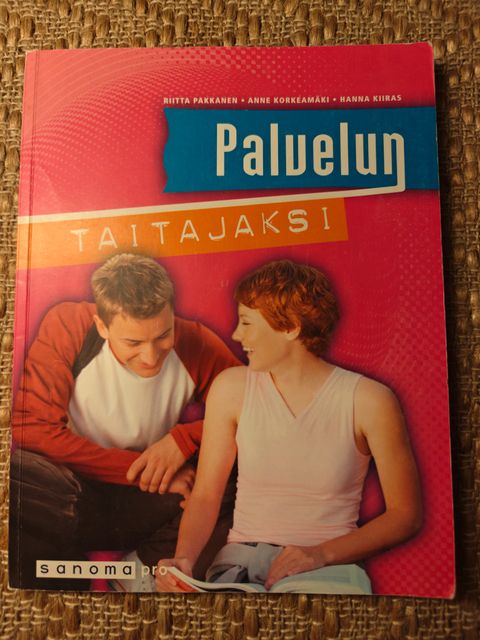 RIITTA PAKKANEN • ANNE KORKEAMÄKI • HANNA KIIRAS
Palvelun
TAITAJAKSI
sanoma pro